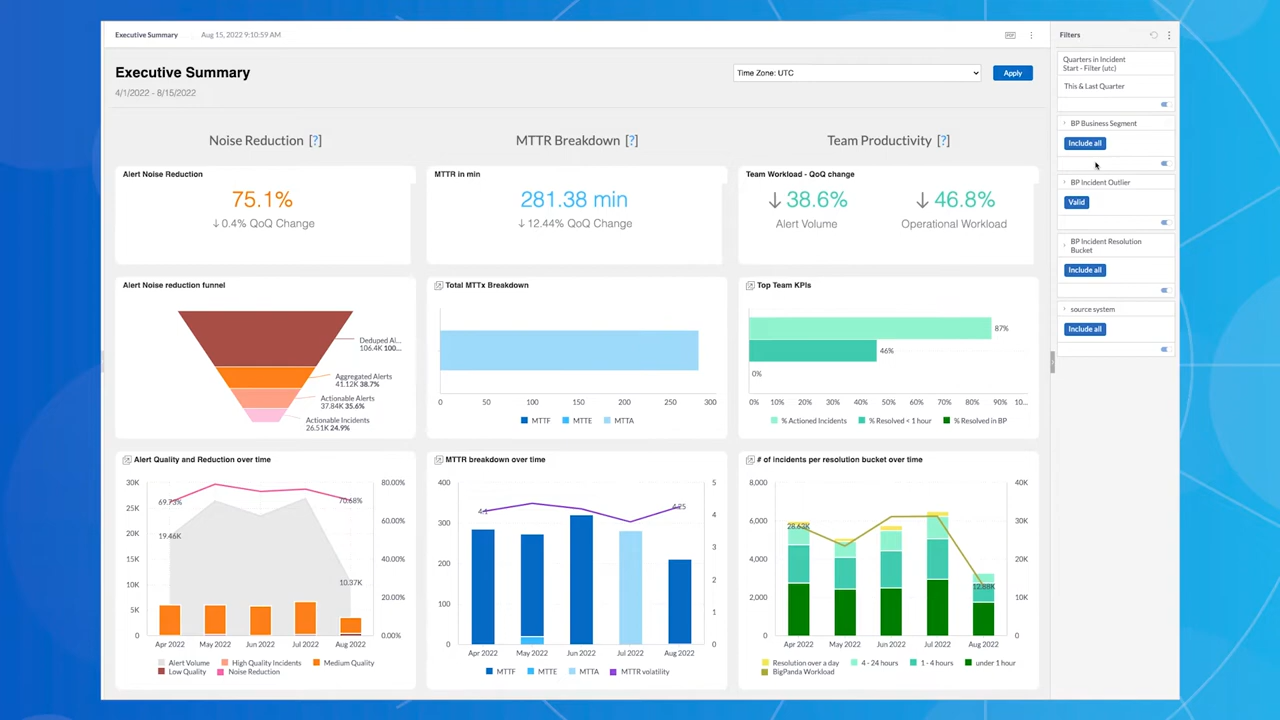 Executive Summary
Aug 15, 2022 9:10:59 AM
PDF
Executive Summary
4/1/2022 - 8/15/2022
Time Zone: UTC
Apply
Noise Reduction [?]
MTTR Breakdown [?]
Team Productivity [?]
Alert Noise Reduction
75.1%
↓0.4% QoQ Change
MTTR in min
281.38 min
↓12.44% QoQ Change
Team Workload - QoQ change
↓ 38.6%
Alert Volume
↓ 46.8%
Operational Workload
Alert Noise reduction funnel
Deduped Al...
106.4K 100...
Aggregated Alerts
41.12K 38.7%
Actionable Alerts
37.84K 35.6%
Actionable Incidents
26.51K 24.9%
Total MTTx Breakdown
0 50 100 150 200 250 300
MTTF MTTE MTTA
Top Team KPIs
87%
46%
0%
0% 10% 20% 30% 40% 50% 60% 70% 80% 90% 10...
% Actioned Incidents % Resolved < 1 hour % Resolved in BP
Alert Quality and Reduction over time
30K
25K
20K
15K
10K
5K
0
80.00%
60.00%
40.00%
20.00%
0.00%
69.73%
70.68%
19.46K
10.37K
Apr 2022 May 2022 Jun 2022 Jul 2022 Aug 2022
Alert Volume High Quality Incidents Medium Quality
Low Quality Noise Reduction
MTTR breakdown over time
400
300
200
100
0
5
4
3
2
1
0
4.1
4.25
Apr 2022 May 2022 Jun 2022 Jul 2022 Aug 2022
MTTF MTTE MTTA MTTR volatility
# of incidents per resolution bucket over time
8,000
6,000
4,000
2,000
0
40K
30K
20K
10K
0
28.63K
12.88K
Apr 2022 May 2022 Jun 2022 Jul 2022 Aug 2022
Resolution over a day 4 - 24 hours 1 - 4 hours under 1 hour
BigPanda Workload
Filters
Quarters in Incident
Start - Filter (utc)
This & Last Quarter
BP Business Segment
Include all
BP Incident Outlier
Valid
BP Incident Resolution
Bucket
Include all
source system
Include all